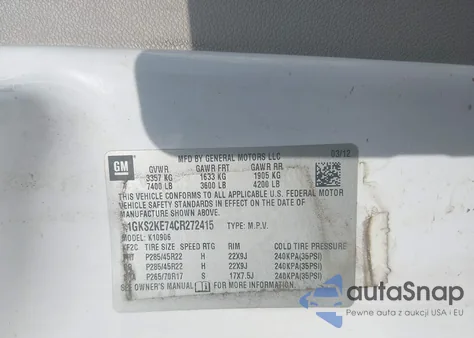 MFD BY GENERAL MOTORS LLC 03/12
GM GVWR GAWR FRT GAWR RR
3357 KG 1633 KG 1905 KG
7400 LB 3600 LB 4200 LB
THIS VEHICLE CONFORMS TO ALL APPLICABLE U.S. FEDERAL MOTOR
VEHICLE SAFETY STANDARDS IN EFFECT ON THE DATE OF
MANUFACTURE SHOWN ABOVE.
1GKS2KE74CR272415 TYPE: M.P.V.
MODEL: K10906
TIRE SIZE SPEED RTG RIM COLD TIRE PRESSURE
P285/45R22 H 22X9J 240KPA(35PSI)
P285/45R22 H 22X9J 240KPA(35PSI)
P265/70R17 S 17X7.5J 240KPA(35PSI)
SEE OWNER'S MANUAL FOR MORE INFORMATION.
autoSnap
Pewne auta z aukcji USA i